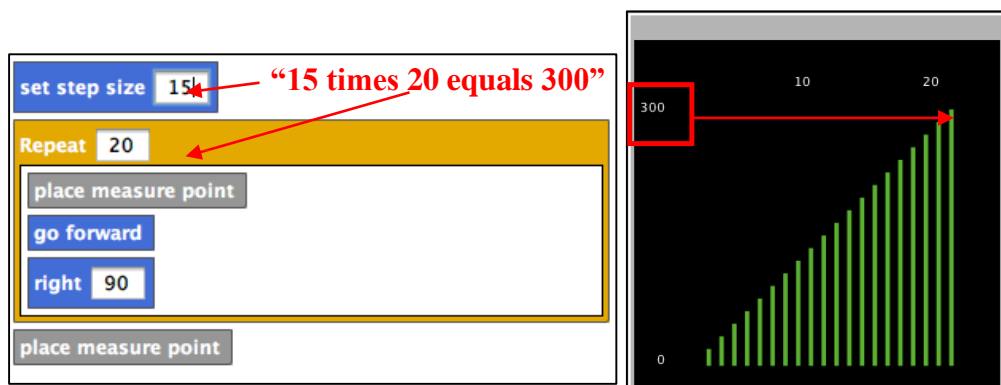 set step size 15
"15 times 20 equals 300"
Repeat 20
place measure point
go forward
right 90
place measure point
10 20
300
0